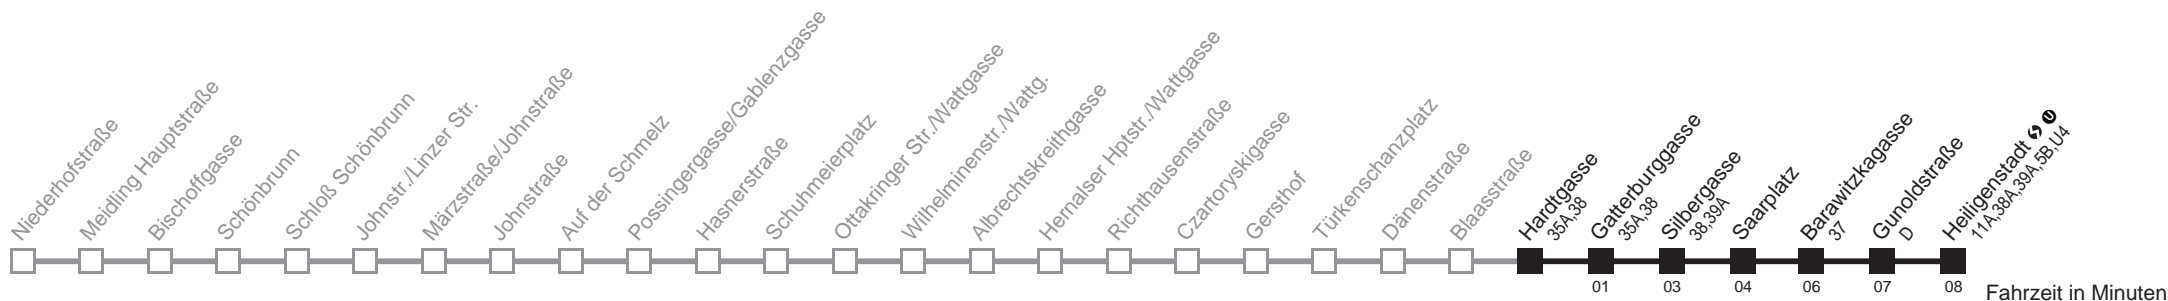 Niederhofstraße
Meidling Hauptstraße
Bischoffgasse
Schönbrunn
Schloß Schönbrunn
Johnstr./Linzer Str.
Märzstraße/Johnstraße
Johnstraße
Auf der Schmelz
Possingergasse/Gablenzgasse
Hasnerstraße
Schuhmeierplatz
Ottakringer Str./Wattgasse
Wilhelminenstr./Wattg.
Albrechtskreithgasse
Hernalser Hptstr./Wattgasse
Richthausenstraße
Czartoryskigasse
Gersthof
Türkenschanzplatz
Dänenstraße
Blaasstraße
Hardtgasse
35A,38
Gatterburggasse
35A,38
Silbergasse
38,39A
Saarplatz
Barawitzkagasse
37
Gunoldstraße
D
Heiligenstadt S U
11A,38A,39A,5B,U4
01 03 04 06 07 08
Fahrzeit in Minuten